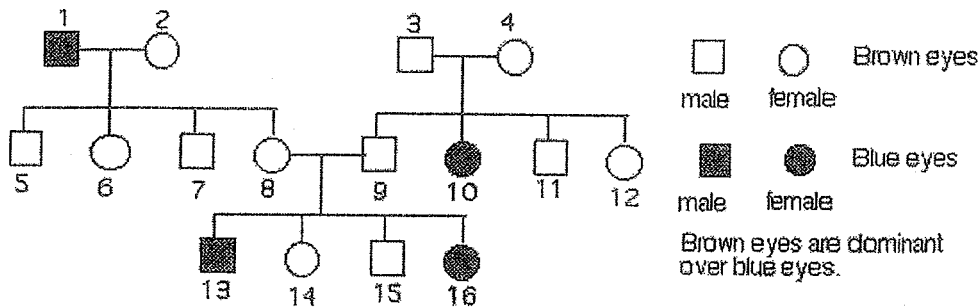 1 2 3 4
Brown eyes
male female
5 6 7 8 9 10 11 12
Blue eyes
male female
13 14 15 16
Brown eyes are dominant
over blue eyes.